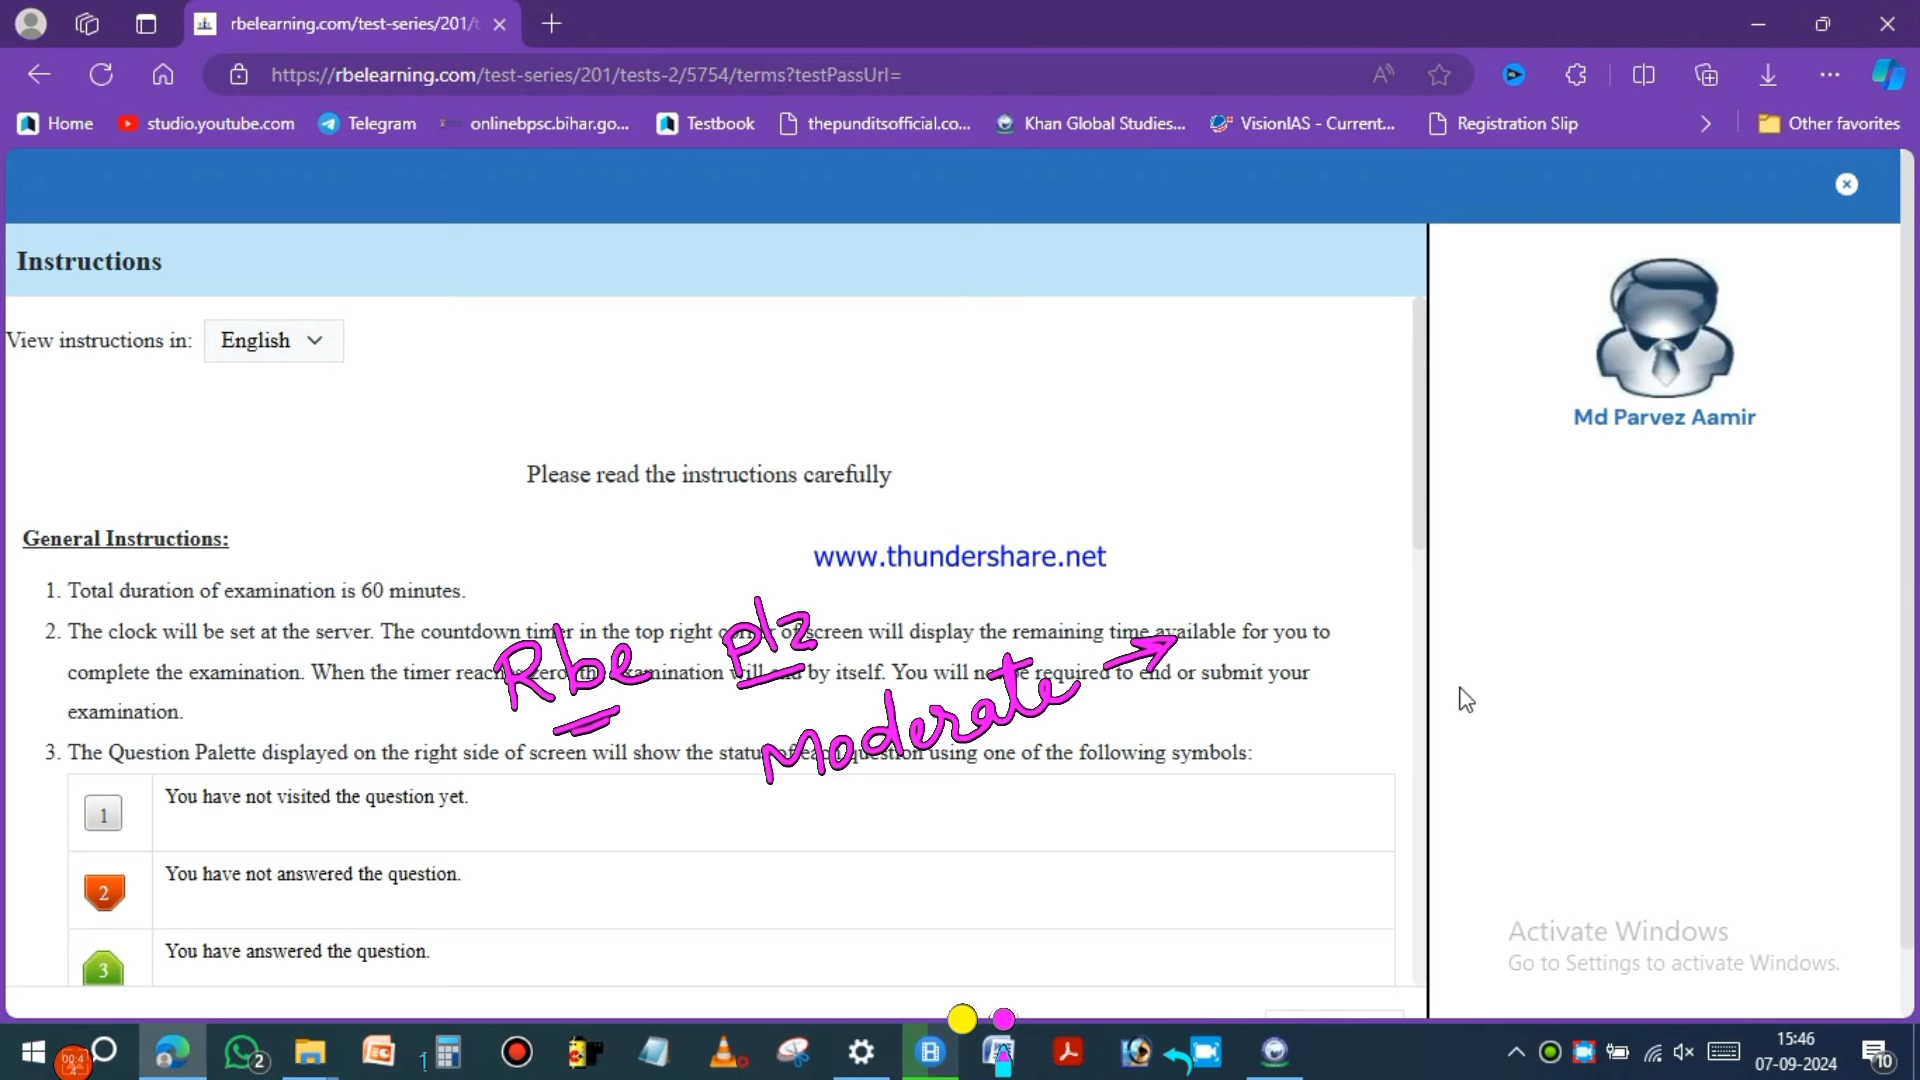 rbelearning.com/test-series/201/t
https://rbelearning.com/test-series/201/tests-2/5754/terms?testPassUrl=
Home studio.youtube.com Telegram onlinebpsc.bihar.go... Testbook thepunditsofficial.co... Khan Global Studies... VisionIAS - Current... Registration Slip Other favorites
Instructions
View instructions in: English
Md Parvez Aamir
Please read the instructions carefully
General Instructions:
www.thundershare.net
1. Total duration of examination is 60 minutes.
2. The clock will be set at the server. The countdown timer in the top right corner of screen will display the remaining time available for you to
complete the examination. When the timer reaches zero, the examination will end by itself. You will not be required to end or submit your
examination.
Rbe plz
Moderate →
3. The Question Palette displayed on the right side of screen will show the status of each question using one of the following symbols:
1 You have not visited the question yet.
2 You have not answered the question.
3 You have answered the question.
Activate Windows
Go to Settings to activate Windows.
2
1
15:46
07-09-2024
10